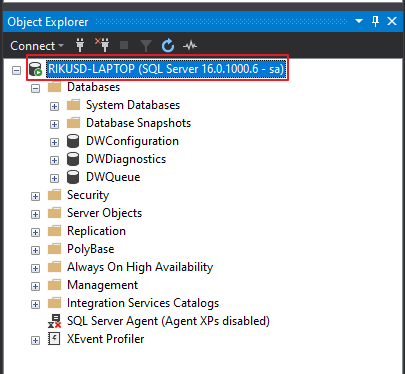 Object Explorer
Connect
RIKUSD-LAPTOP (SQL Server 16.0.1000.6 - sa)
Databases
System Databases
Database Snapshots
DWConfiguration
DWDiagnostics
DWQueue
Security
Server Objects
Replication
PolyBase
Always On High Availability
Management
Integration Services Catalogs
SQL Server Agent (Agent XPs disabled)
XEvent Profiler